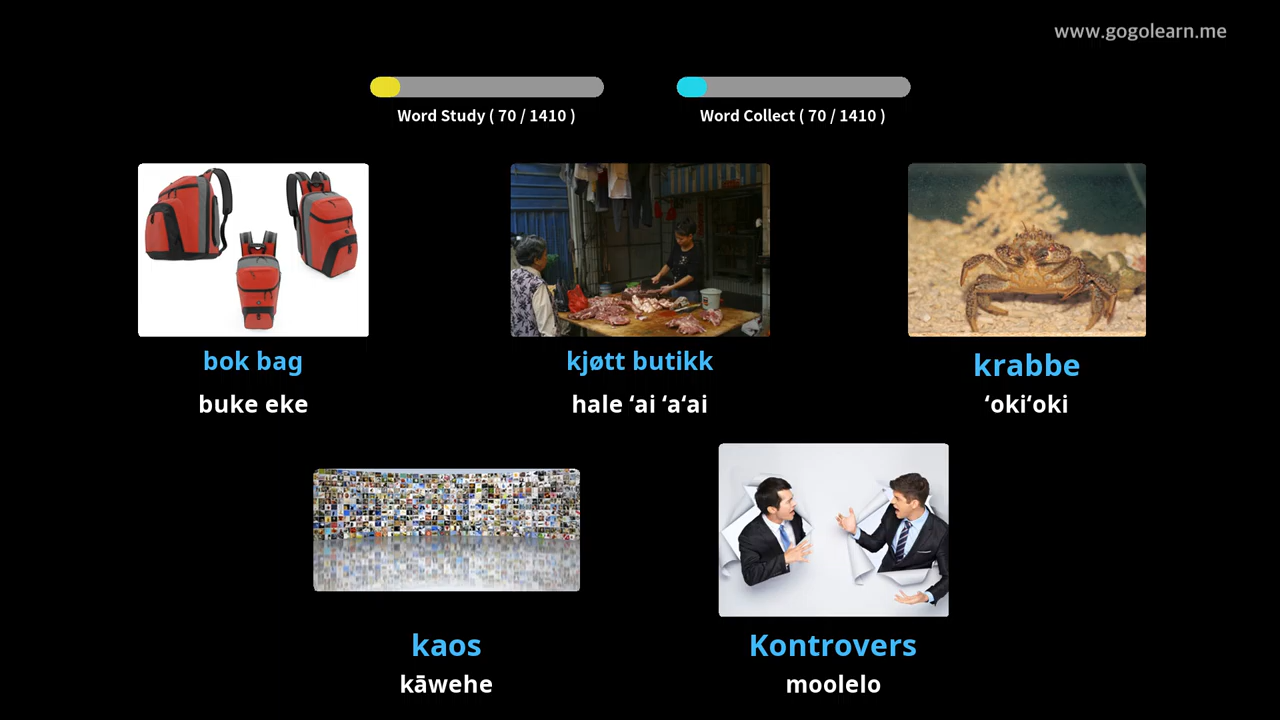 www.gogolearn.me
Word Study ( 70 / 1410 )
Word Collect ( 70 / 1410 )
bok bag
buke eke
kjøtt butikk
hale ʻai ʻaʻai
krabbe
ʻokiʻoki
kaos
kāwehe
Kontrovers
moolelo